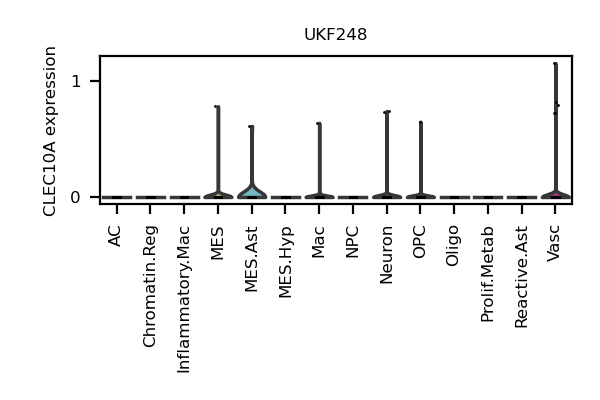 UKF248
CLEC10A expression
1
0
AC
Chromatin.Reg
Inflammatory.Mac
MES
MES.Ast
MES.Hyp
Mac
NPC
Neuron
OPC
Oligo
Prolif.Metab
Reactive.Ast
Vasc